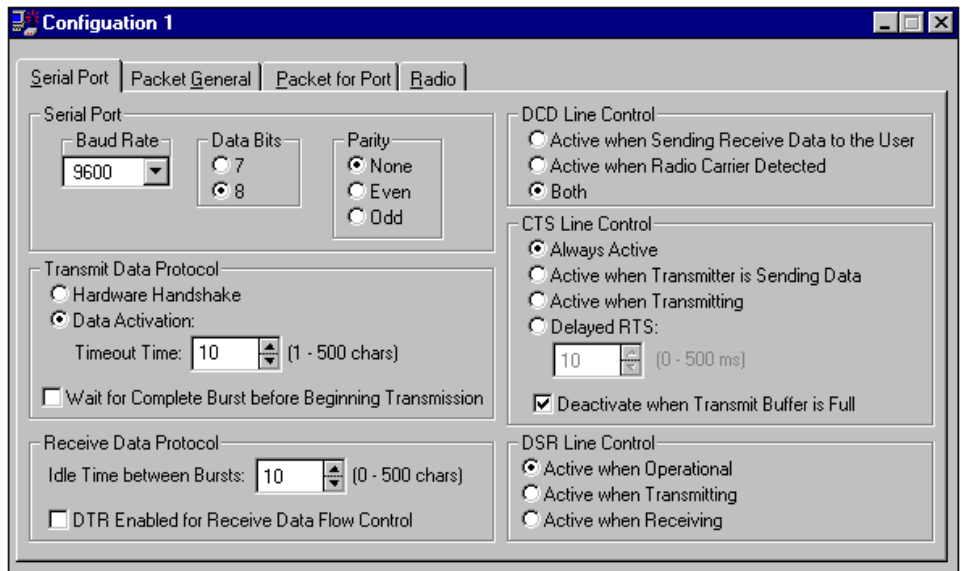 Configuation 1
Serial Port
Packet General
Packet for Port
Radio
Serial Port
Baud Rate
9600
Data Bits
7
8
Parity
None
Even
Odd
Transmit Data Protocol
Hardware Handshake
Data Activation:
Timeout Time: 10 (1 - 500 chars)
Wait for Complete Burst before Beginning Transmission
Receive Data Protocol
Idle Time between Bursts: 10 (0 - 500 chars)
DTR Enabled for Receive Data Flow Control
DCD Line Control
Active when Sending Receive Data to the User
Active when Radio Carrier Detected
Both
CTS Line Control
Always Active
Active when Transmitter is Sending Data
Active when Transmitting
Delayed RTS:
10 (0 - 500 ms)
Deactivate when Transmit Buffer is Full
DSR Line Control
Active when Operational
Active when Transmitting
Active when Receiving